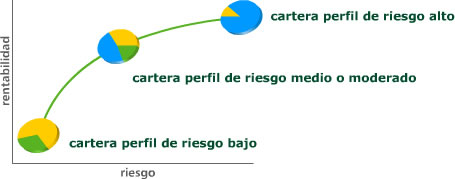 cartera perfil de riesgo alto
cartera perfil de riesgo medio o moderado
cartera perfil de riesgo bajo
rentabilidad
riesgo